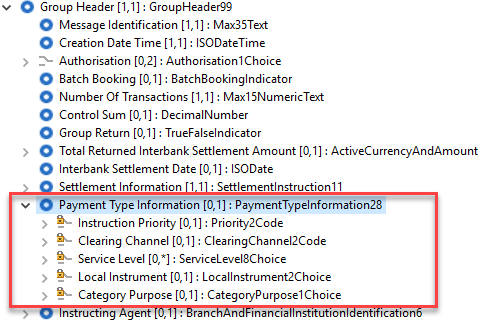 Group Header [1,1] : GroupHeader99
Message Identification [1,1] : Max35Text
Creation Date Time [1,1] : ISODateTime
Authorisation [0,2] : Authorisation1Choice
Batch Booking [0,1] : BatchBookingIndicator
Number Of Transactions [1,1] : Max15NumericText
Control Sum [0,1] : DecimalNumber
Group Return [0,1] : TrueFalseIndicator
Total Returned Interbank Settlement Amount [0,1] : ActiveCurrencyAndAmount
Interbank Settlement Date [0,1] : ISODate
Settlement Information [1,1] : SettlementInstruction11
Payment Type Information [0,1] : PaymentTypeInformation28
Instruction Priority [0,1] : Priority2Code
Clearing Channel [0,1] : ClearingChannel2Code
Service Level [0,*] : ServiceLevel8Choice
Local Instrument [0,1] : LocalInstrument2Choice
Category Purpose [0,1] : CategoryPurpose1Choice
Instructing Agent [0,1] : BranchAndFinancialInstitutionIdentification6